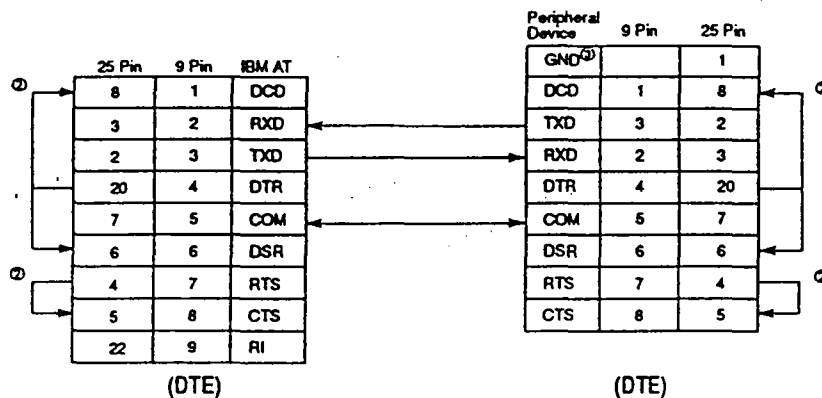 25 Pin 9 Pin IBM AT
② 8 1 DCD
3 2 RXD
2 3 TXD
20 4 DTR
7 5 COM
6 6 DSR
② 4 7 RTS
5 8 CTS
22 9 RI
(DTE)
Peripheral
Device 9 Pin 25 Pin
GND 1
DCD 1 8
TXD 3 2
RXD 2 3
DTR 4 20
COM 5 7
DSR 6 6
RTS 7 4
CTS 8 5
(DTE)